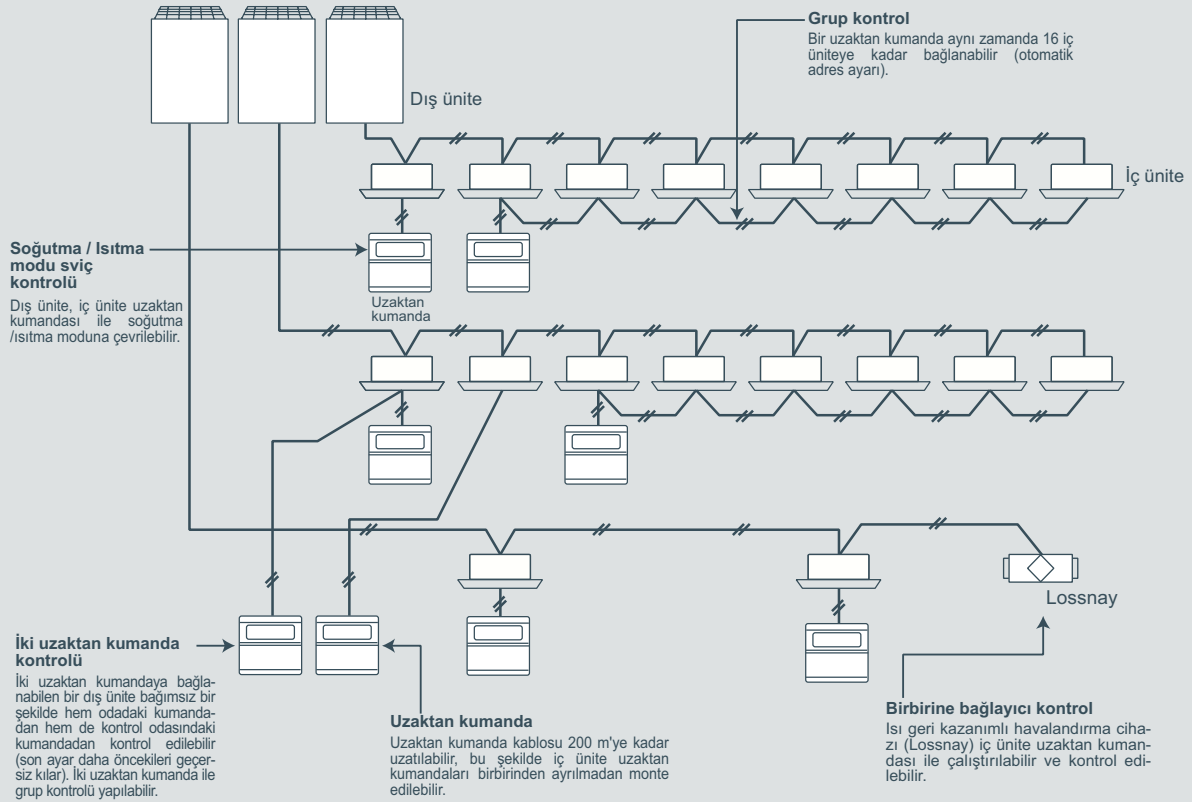 Grup kontrol
Bir uzaktan kumanda aynı zamanda 16 iç
üniteye kadar bağlanabilir (otomatik
adres ayarı).
Dış ünite
İç ünite
Soğutma / Isıtma
modu sviç
kontrolü
Dış ünite, iç ünite uzaktan
kumandası ile soğutma
/ısıtma moduna çevrilebilir.
Uzaktan
kumanda
Lossnay
İki uzaktan kumanda
kontrolü
İki uzaktan kumandaya bağla-
nabilen bir dış ünite bağımsız bir
şekilde hem odadaki kumanda-
dan hem de kontrol odasındaki
kumandadan kontrol edilebilir
(son ayar daha öncekileri geçer-
siz kılar). İki uzaktan kumanda ile
grup kontrolü yapılabilir.
Uzaktan kumanda
Uzaktan kumanda kablosu 200 m'ye kadar
uzatılabilir, bu şekilde iç ünite uzaktan
kumandaları birbirinden ayrılmadan monte
edilebilir.
Birbirine bağlayıcı kontrol
Isı geri kazanımlı havalandırma ciha-
zı (Lossnay) iç ünite uzaktan kuman-
dası ile çalıştırılabilir ve kontrol edi-
lebilir.